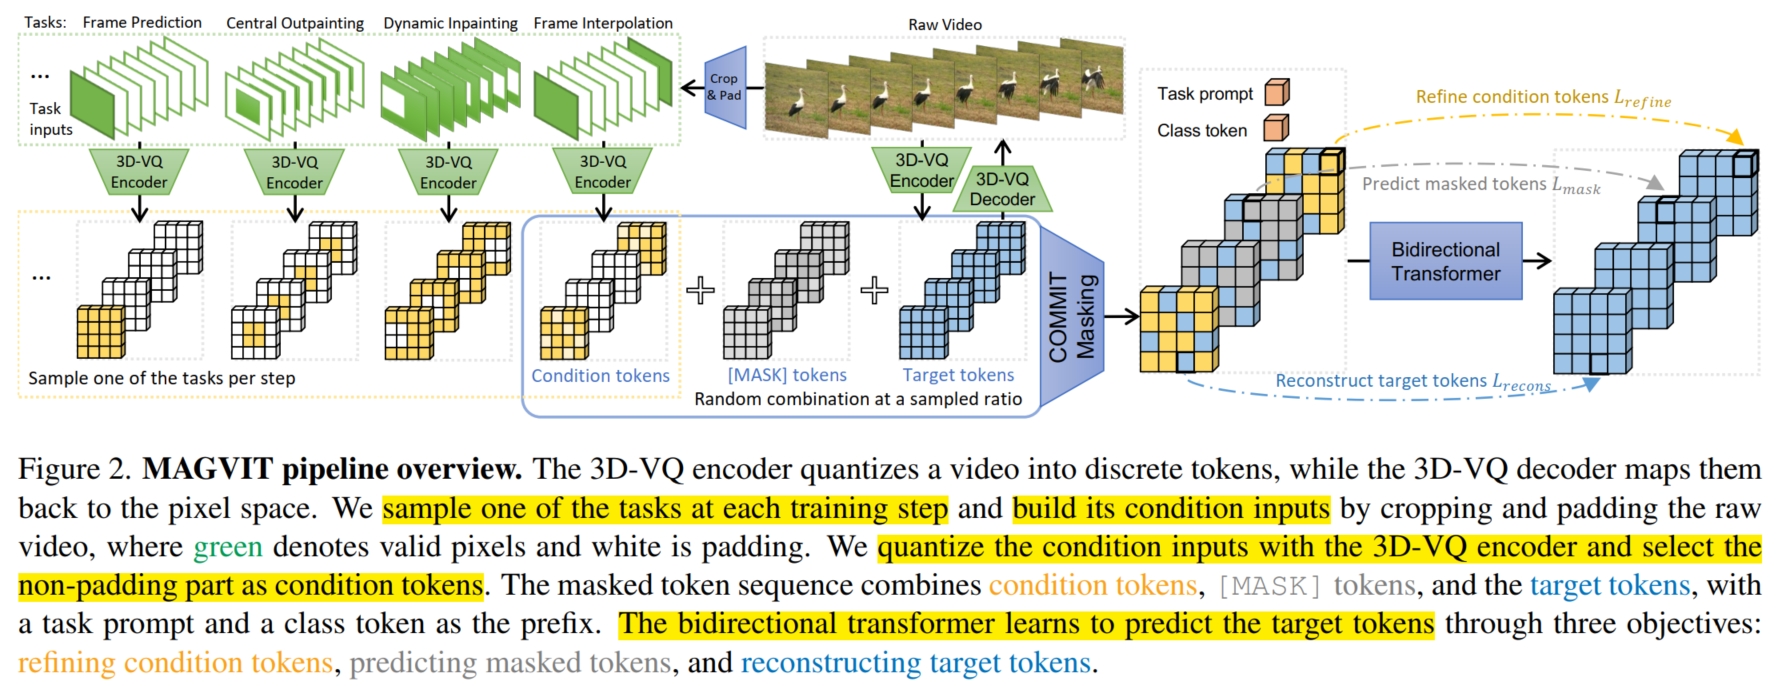 Tasks: Frame Prediction Central Outpainting Dynamic Inpainting Frame Interpolation
Raw Video
...
Task
inputs
Crop
& Pad
3D-VQ
Encoder
3D-VQ
Encoder
3D-VQ
Encoder
3D-VQ
Encoder
3D-VQ
Encoder
3D-VQ
Decoder
...
Sample one of the tasks per step
Condition tokens
[MASK] tokens
Target tokens
Random combination at a sampled ratio
COMMIT
Masking
Task prompt
Class token
Refine condition tokens L_refine
Predict masked tokens L_mask
Bidirectional
Transformer
Reconstruct target tokens L_recons
Figure 2. MAGVIT pipeline overview. The 3D-VQ encoder quantizes a video into discrete tokens, while the 3D-VQ decoder maps them
back to the pixel space. We sample one of the tasks at each training step and build its condition inputs by cropping and padding the raw
video, where green denotes valid pixels and white is padding. We quantize the condition inputs with the 3D-VQ encoder and select the
non-padding part as condition tokens. The masked token sequence combines condition tokens, [MASK] tokens, and the target tokens, with
a task prompt and a class token as the prefix. The bidirectional transformer learns to predict the target tokens through three objectives:
refining condition tokens, predicting masked tokens, and reconstructing target tokens.